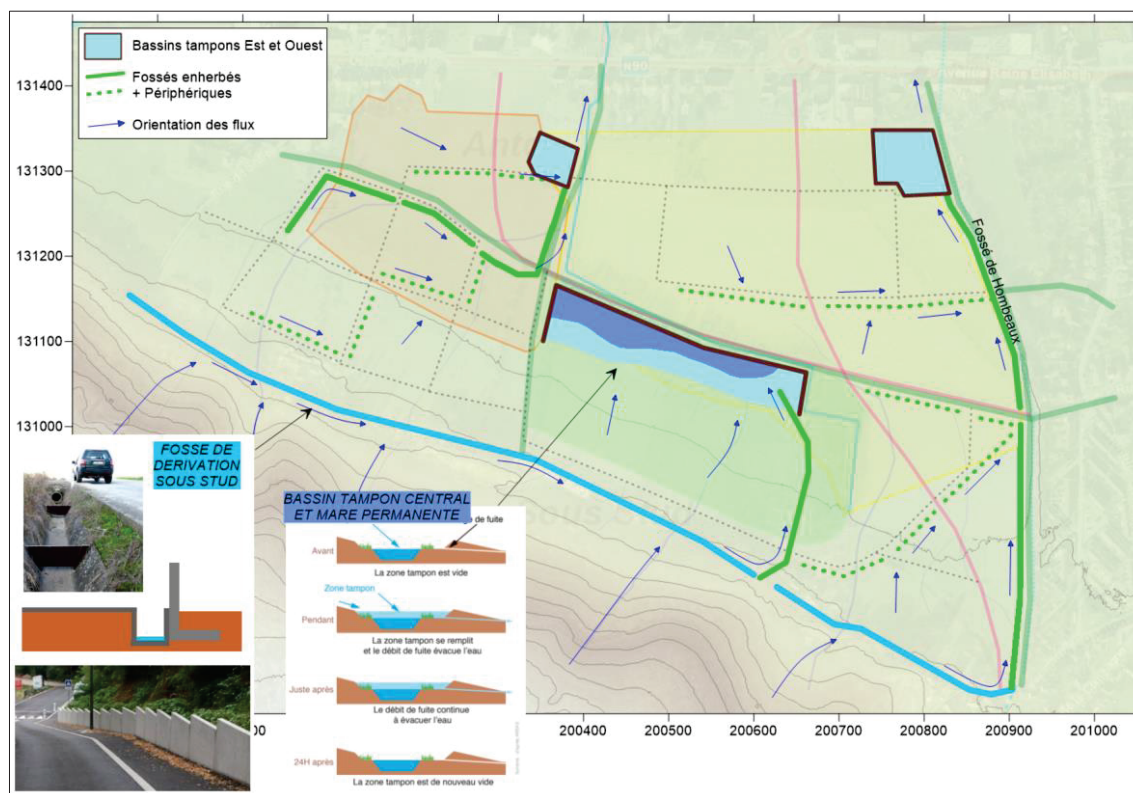 Bassins tampons Est et Ouest
Fossés enherbés
+ Périphériques
Orientation des flux
131400
131300
131200
131100
131000
N90
Fossé de Hombeaux
FOSSE DE
DERIVATION
SOUS STUD
BASSIN TAMPON CENTRAL
ET MARE PERMANENTE
de fuite
Avant
La zone tampon est vide
Zone tampon
Pendant
La zone tampon se remplit
et le débit de fuite évacue l'eau
Juste après
Le débit de fuite continue
à évacuer l'eau
24H après
La zone tampon est de nouveau vide
00
200400
200500
200600
200700
200800
200900
201000